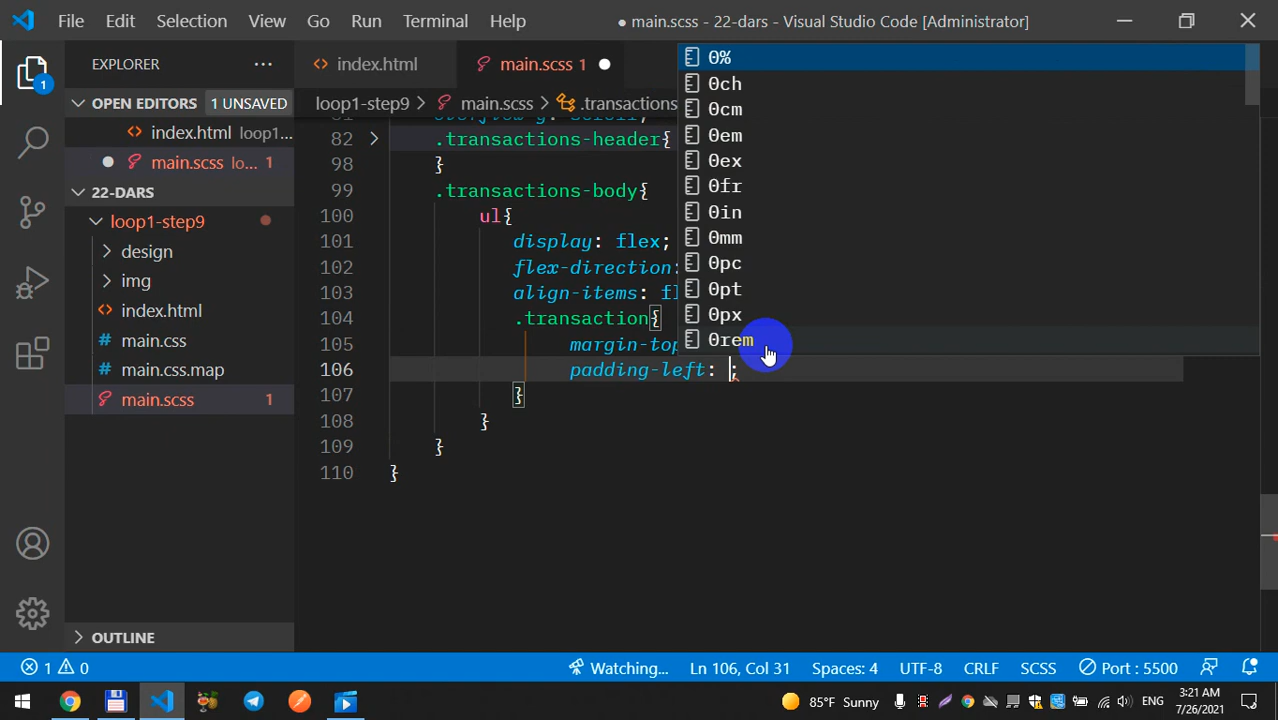 File Edit Selection View Go Run Terminal Help
● main.scss - 22-dars - Visual Studio Code [Administrator]
EXPLORER ···
<> index.html
main.scss 1 ●
OPEN EDITORS 1 UNSAVED
<> index.html loop1...
● main.scss lo... 1
22-DARS
loop1-step9
design
img
<> index.html
main.css
main.css.map
main.scss 1
OUTLINE
loop1-step9 > main.scss > .transactions
82 > .transactions-header{
98 }
99 .transactions-body{
100 ul{
101 display: flex;
102 flex-direction:
103 align-items: fl
104 .transaction{
105 margin-top
106 padding-left: ;
107 }
108 }
109 }
110 }
0%
0ch
0cm
0em
0ex
0fr
0in
0mm
0pc
0pt
0px
0rem
1
1 0 Watching... Ln 106, Col 31 Spaces: 4 UTF-8 CRLF SCSS Port : 5500
85°F Sunny ENG 3:21 AM
7/26/2021